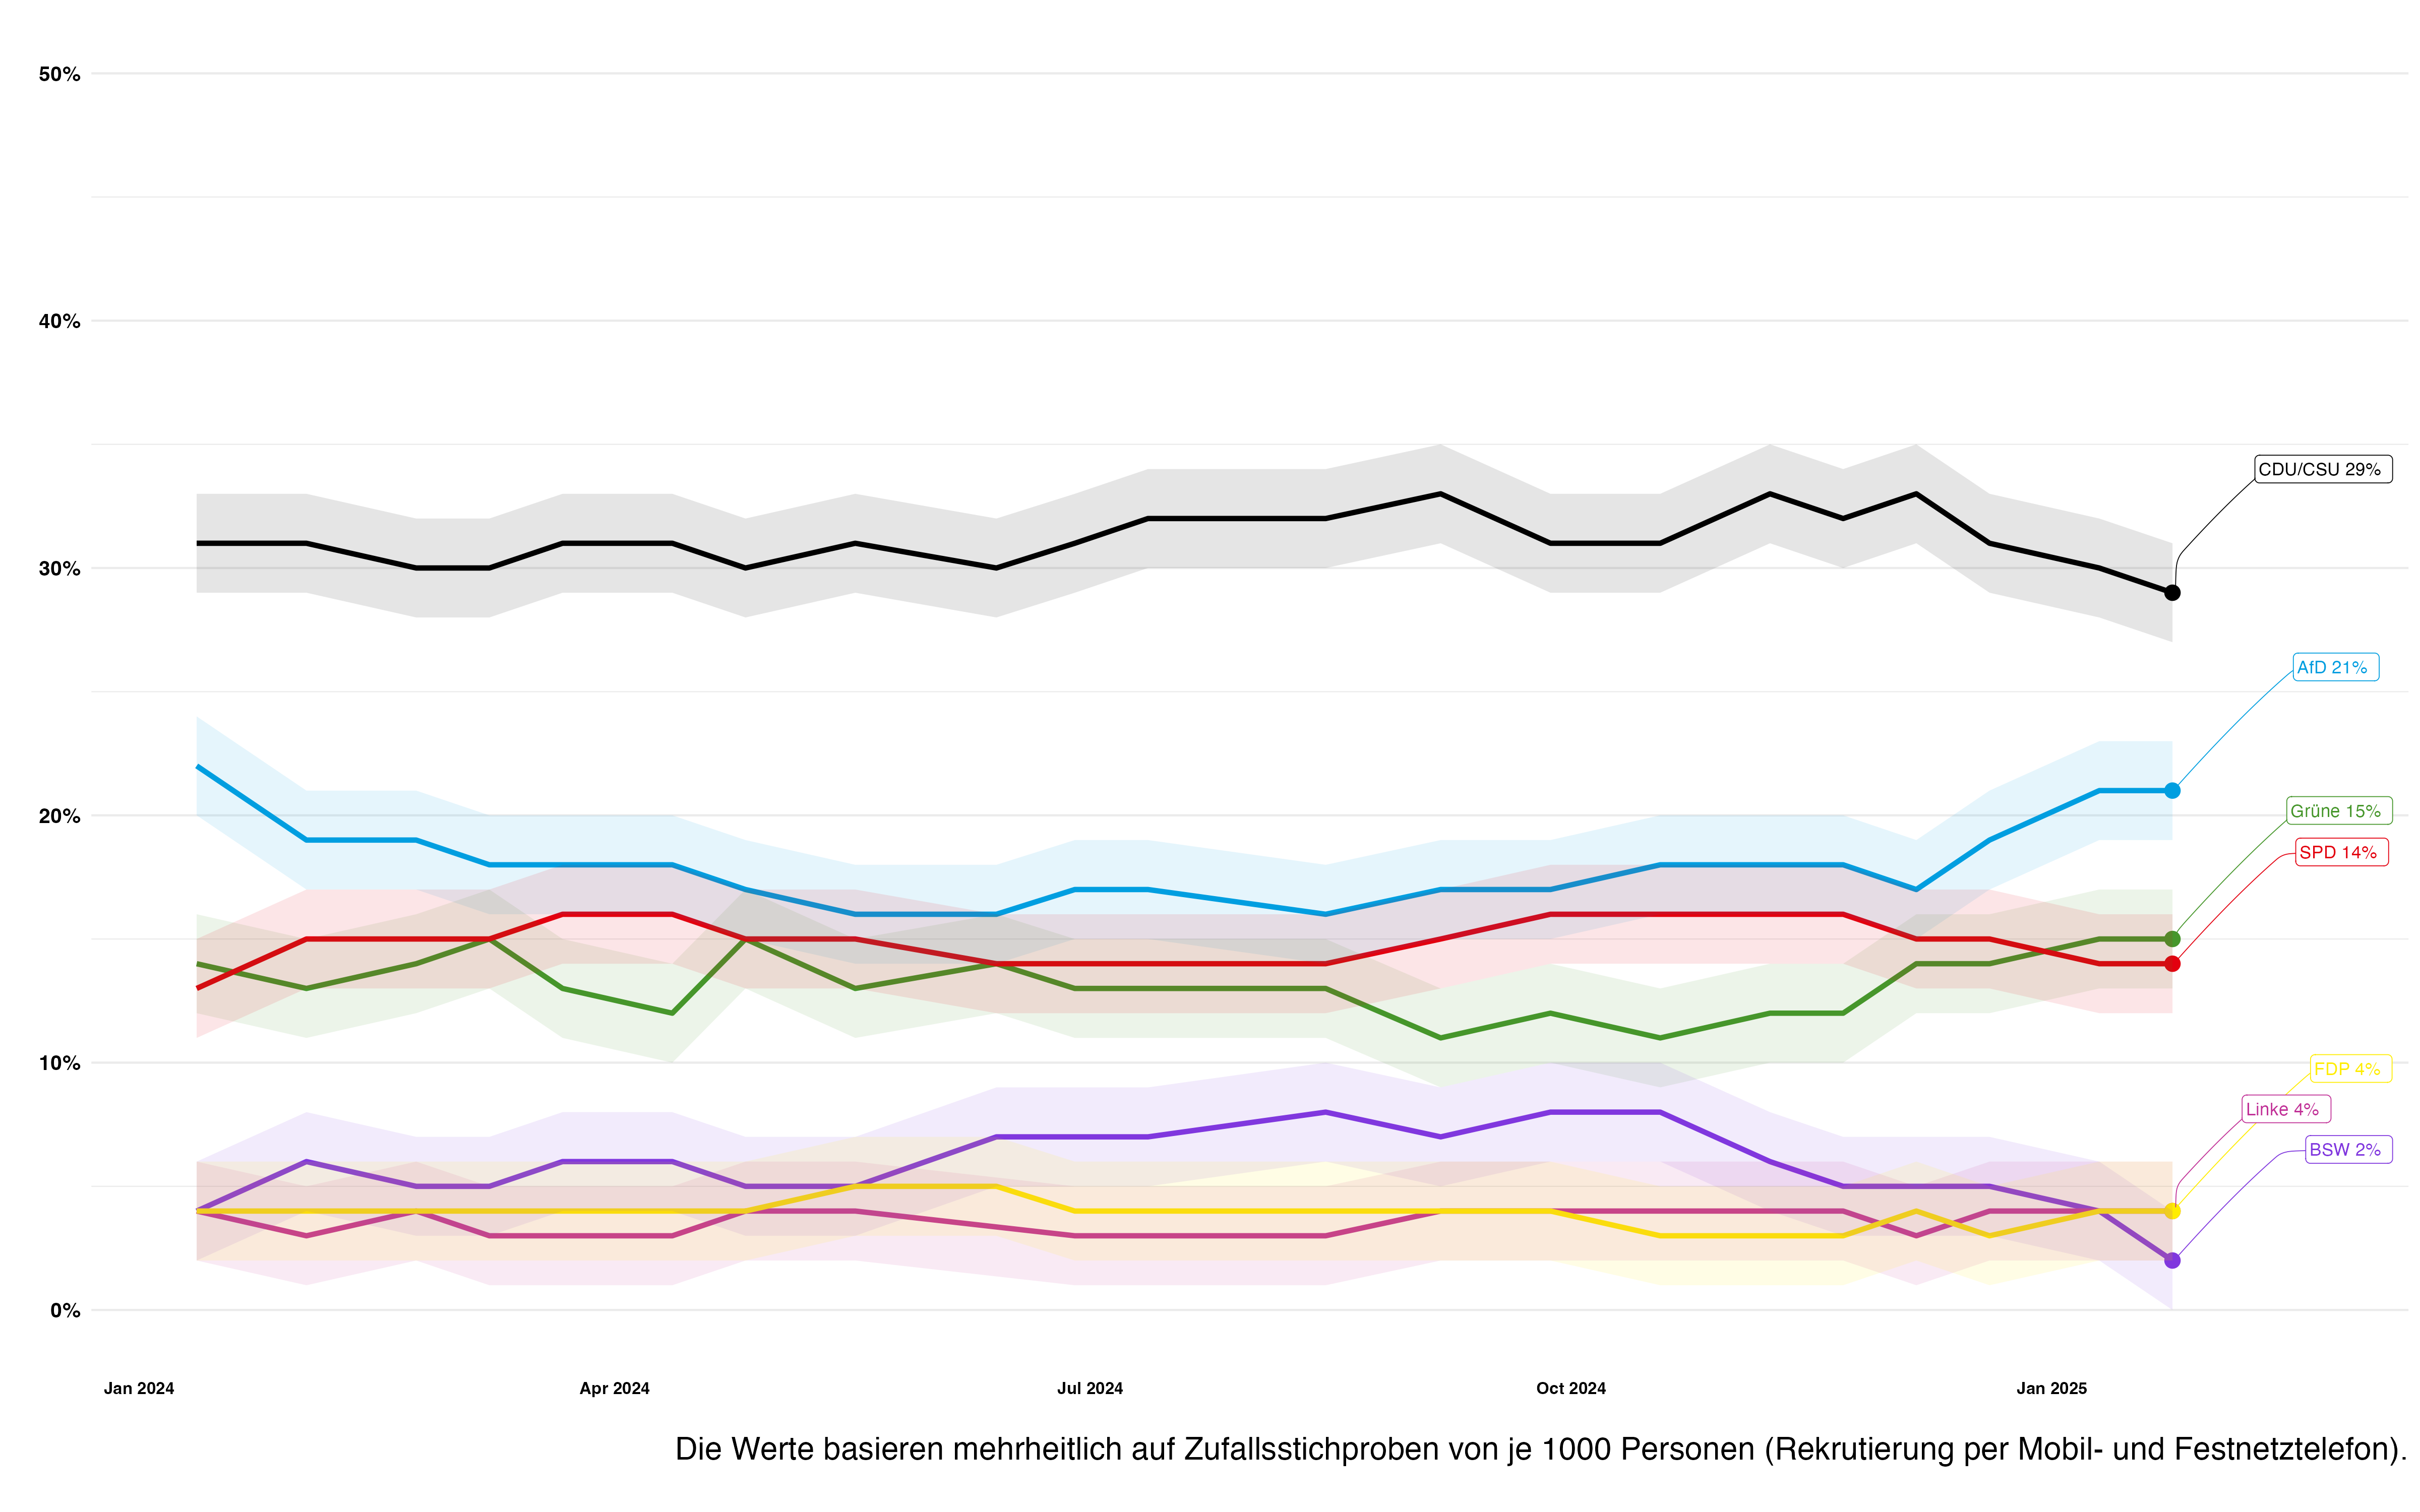 50%
40%
30%
20%
10%
0%
CDU/CSU 29%
AfD 21%
Grüne 15%
SPD 14%
FDP 4%
Linke 4%
BSW 2%
Jan 2024
Apr 2024
Jul 2024
Oct 2024
Jan 2025
Die Werte basieren mehrheitlich auf Zufallsstichproben von je 1000 Personen (Rekrutierung per Mobil- und Festnetztelefon).